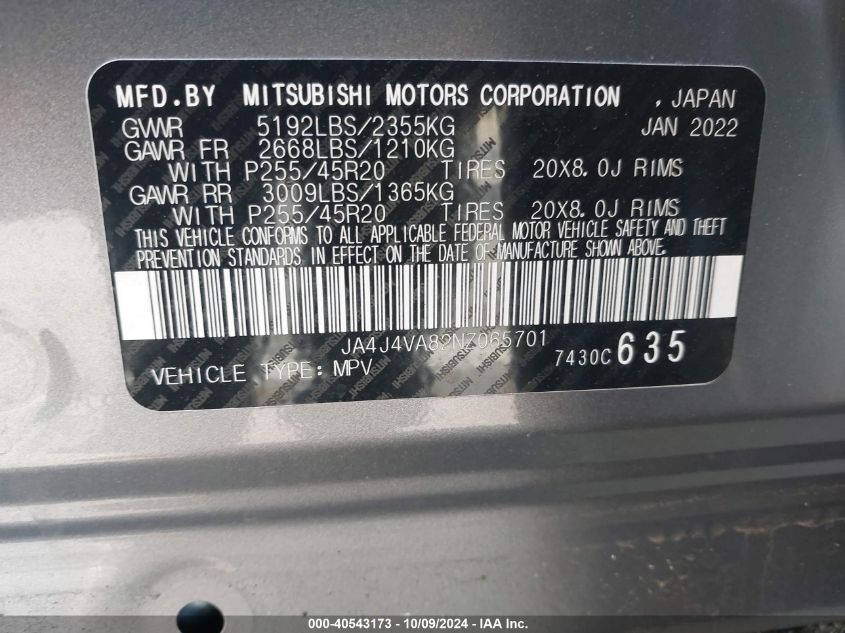 MFD.BY MITSUBISHI MOTORS CORPORATION , JAPAN
GVWR 5192LBS/2355KG JAN 2022
GAWR FR 2668LBS/1210KG
WITH P255/45R20 TIRES 20X8.0J RIMS
GAWR RR 3009LBS/1365KG
WITH P255/45R20 TIRES 20X8.0J RIMS
THIS VEHICLE CONFORMS TO ALL APPLICABLE FEDERAL MOTOR VEHICLE SAFETY AND THEFT
PREVENTION STANDARDS. IN EFFECT ON THE DATE OF MANUFACTURE SHOWN ABOVE.
JA4J4VA82NZ065701
VEHICLE TYPE: MPV 7430C 635
000-40543173 - 10/09/2024 - IAA, Inc.